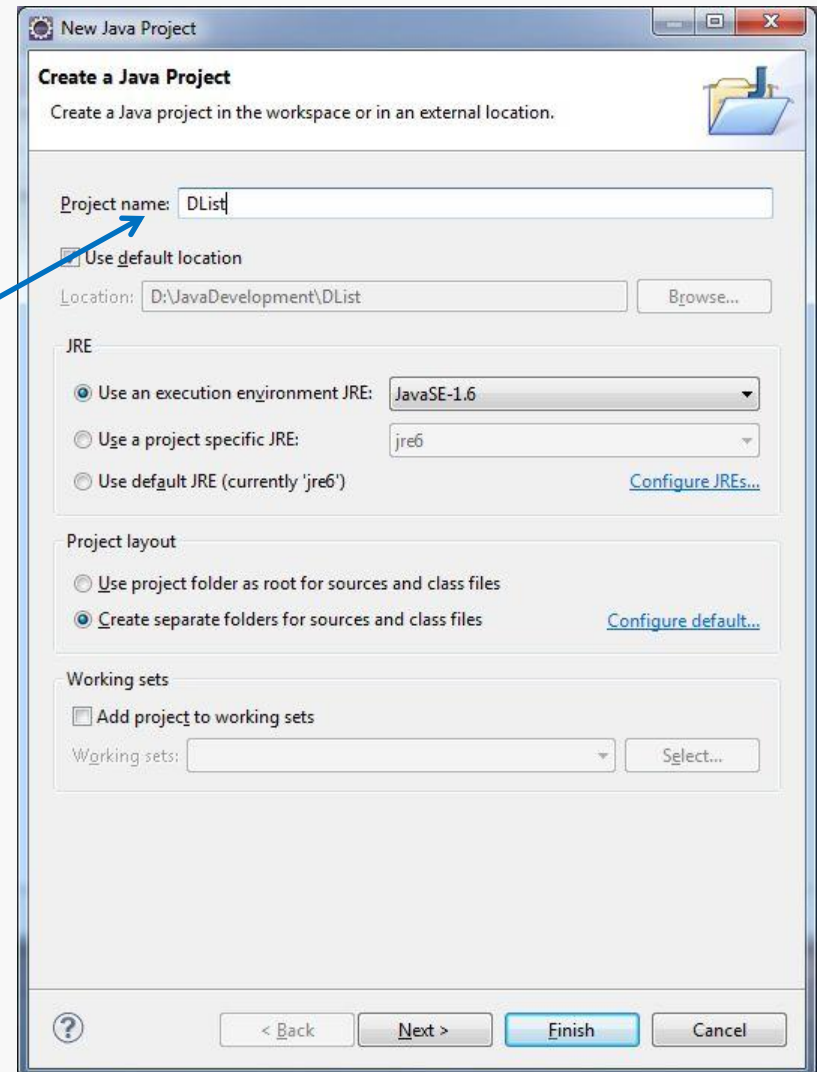 New Java Project
Create a Java Project
Create a Java project in the workspace or in an external location.
Project name: DList
Use default location
Location: D:\JavaDevelopment\DList Browse...
JRE
Use an execution environment JRE: JavaSE-1.6
Use a project specific JRE: jre6
Use default JRE (currently 'jre6') Configure JREs...
Project layout
Use project folder as root for sources and class files
Create separate folders for sources and class files Configure default...
Working sets
Add project to working sets
Working sets: Select...
? < Back Next > Finish Cancel